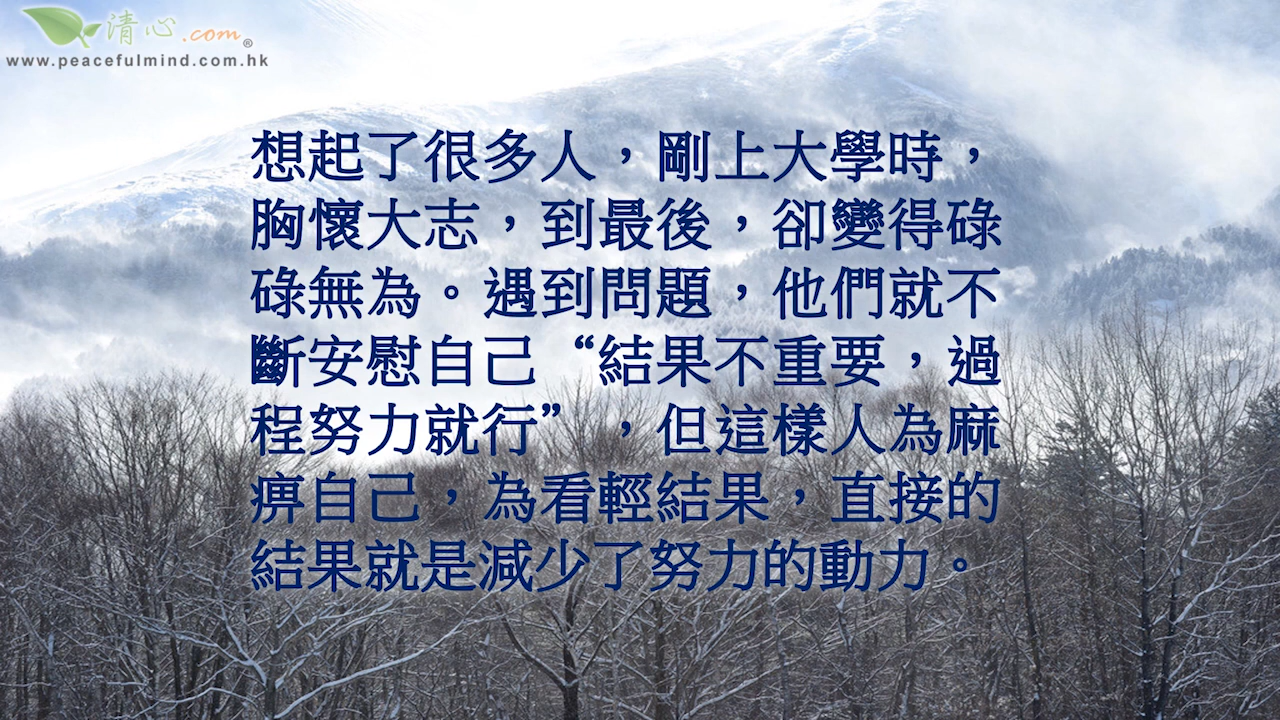 清心.com®
www.peacefulmind.com.hk
想起了很多人，剛上大學時，
胸懷大志，到最後，卻變得碌
碌無為。遇到問題，他們就不
斷安慰自己“結果不重要，過
程努力就行”，但這樣人為麻
痹自己，為看輕結果，直接的
結果就是減少了努力的動力。